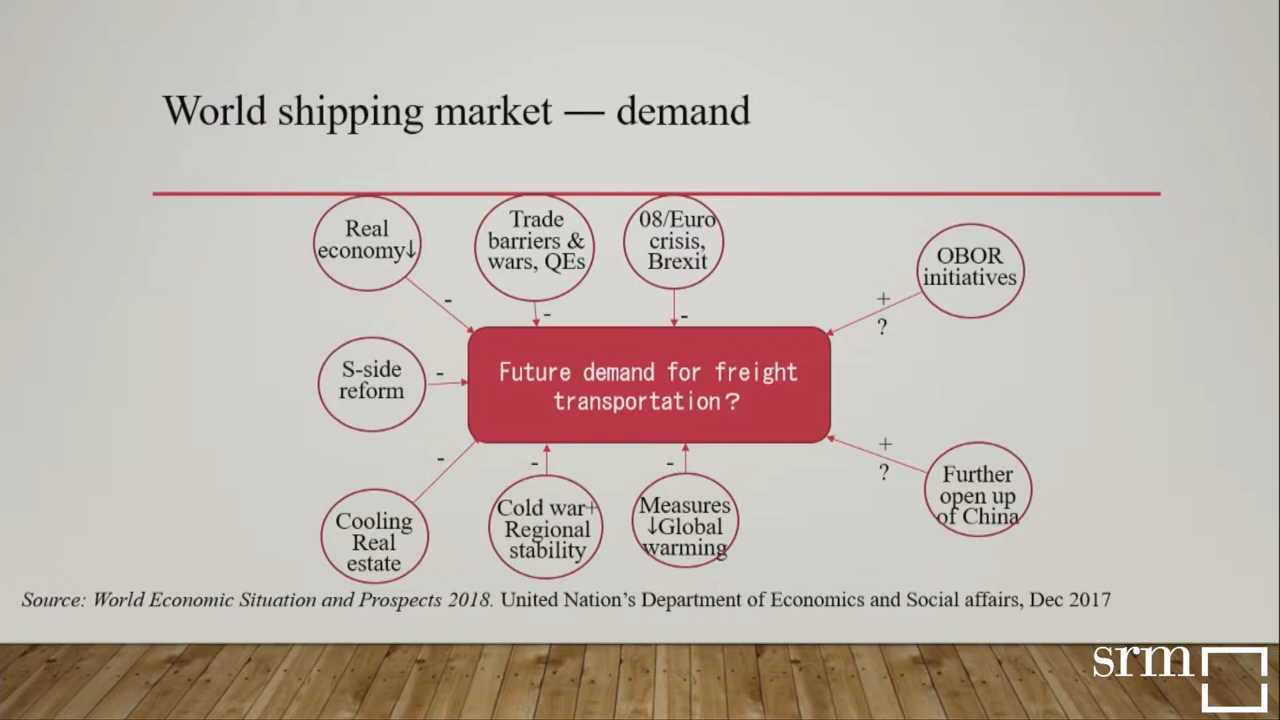 World shipping market — demand
Real
economy↓
Trade
barriers &
wars, QEs
08/Euro
crisis,
Brexit
OBOR
initiatives
-
-
-
+
?
S-side
reform
-
Future demand for freight
transportation？
-
-
-
+
?
Cooling
Real
estate
Cold war+
Regional
stability
Measures
↓Global
warming
Further
open up
of China
Source: World Economic Situation and Prospects 2018. United Nation’s Department of Economics and Social affairs, Dec 2017
srm